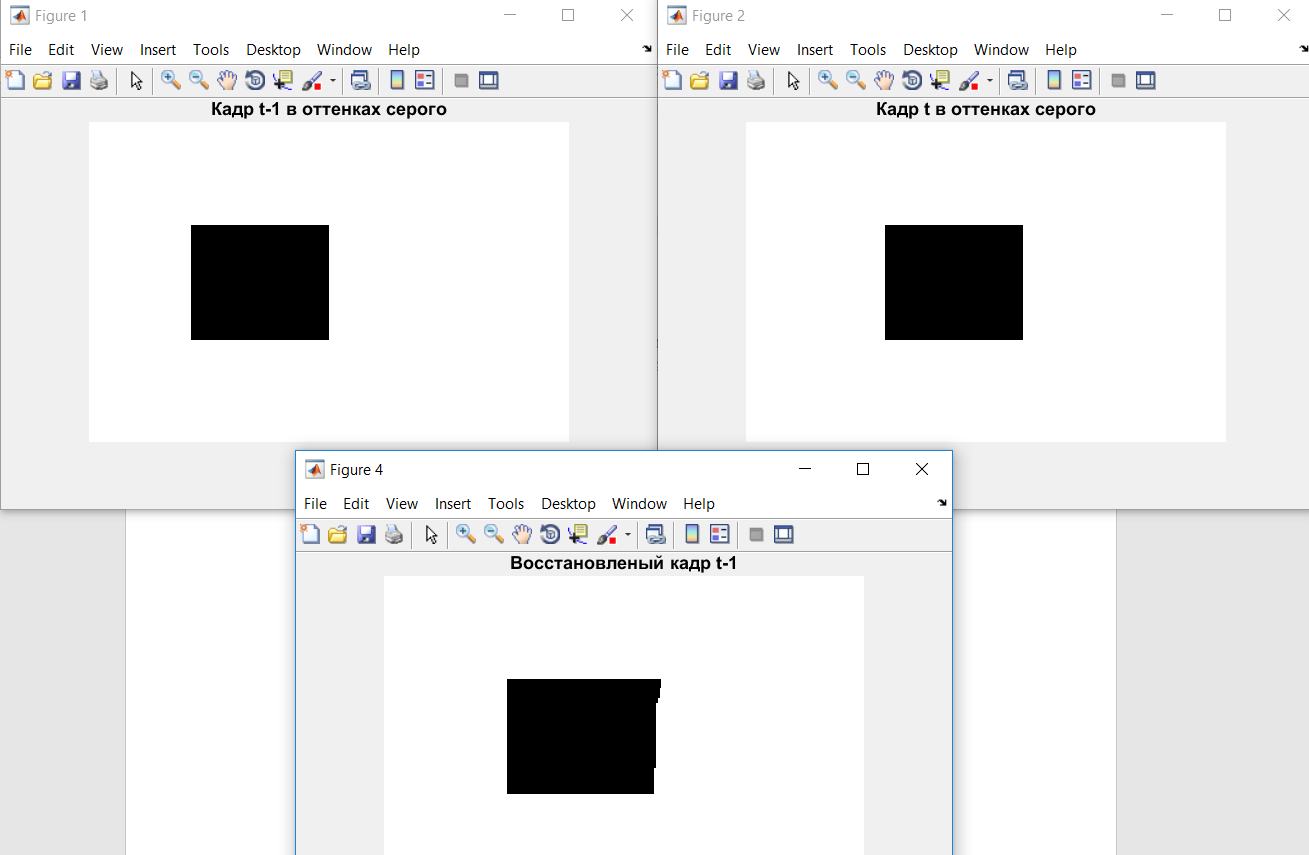 Figure 1
File Edit View Insert Tools Desktop Window Help
Кадр t-1 в оттенках серого
Figure 2
File Edit View Insert Tools Desktop Window Help
Кадр t в оттенках серого
Figure 4
File Edit View Insert Tools Desktop Window Help
Восстановленый кадр t-1